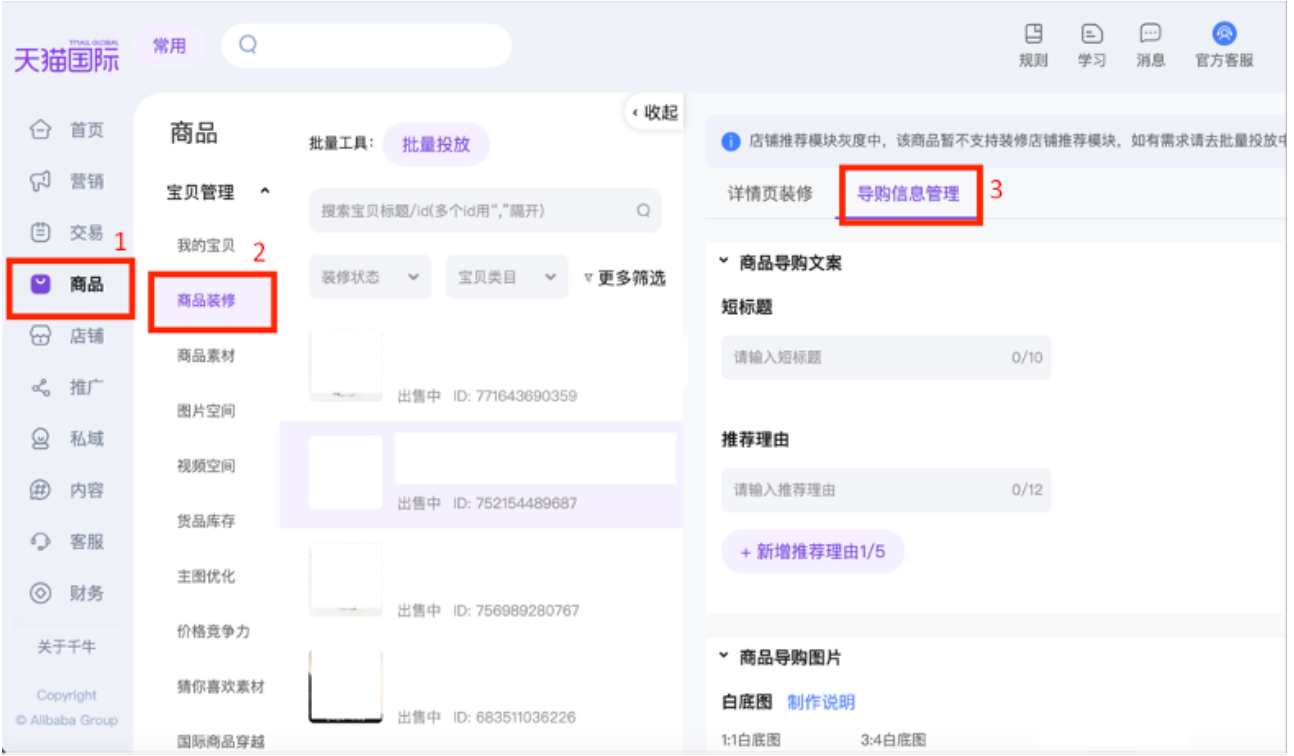 TMALL GLOBAL
天猫国际
常用
规则
学习
消息
官方客服
首页
营销
交易
1
商品
店铺
推广
私域
内容
客服
财务
关于千牛
Copyright
© Alibaba Group
商品
宝贝管理
我的宝贝
2
商品装修
商品素材
图片空间
视频空间
货品库存
主图优化
价格竞争力
猜你喜欢素材
国际商品穿越
‹ 收起
批量工具: 批量投放
搜索宝贝标题/id(多个id用“,”隔开)
装修状态 宝贝类目 更多筛选
出售中 ID: 771643690359
出售中 ID: 752154489687
出售中 ID: 756989280767
出售中 ID: 683511036226
店铺推荐模块灰度中，该商品暂不支持装修店铺推荐模块，如有需求请去批量投放中
详情页装修 导购信息管理 3
商品导购文案
短标题
请输入短标题 0/10
推荐理由
请输入推荐理由 0/12
+ 新增推荐理由1/5
商品导购图片
白底图 制作说明
1:1白底图 3:4白底图